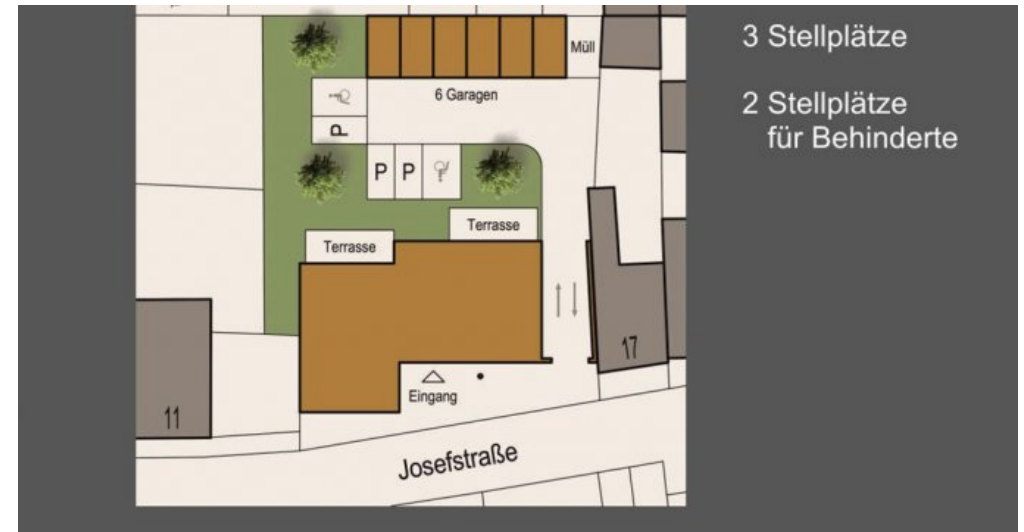 3 Stellplätze
2 Stellplätze
für Behinderte
Müll
6 Garagen
P
P P
Terrasse
Terrasse
17
Eingang
11
Josefstraße